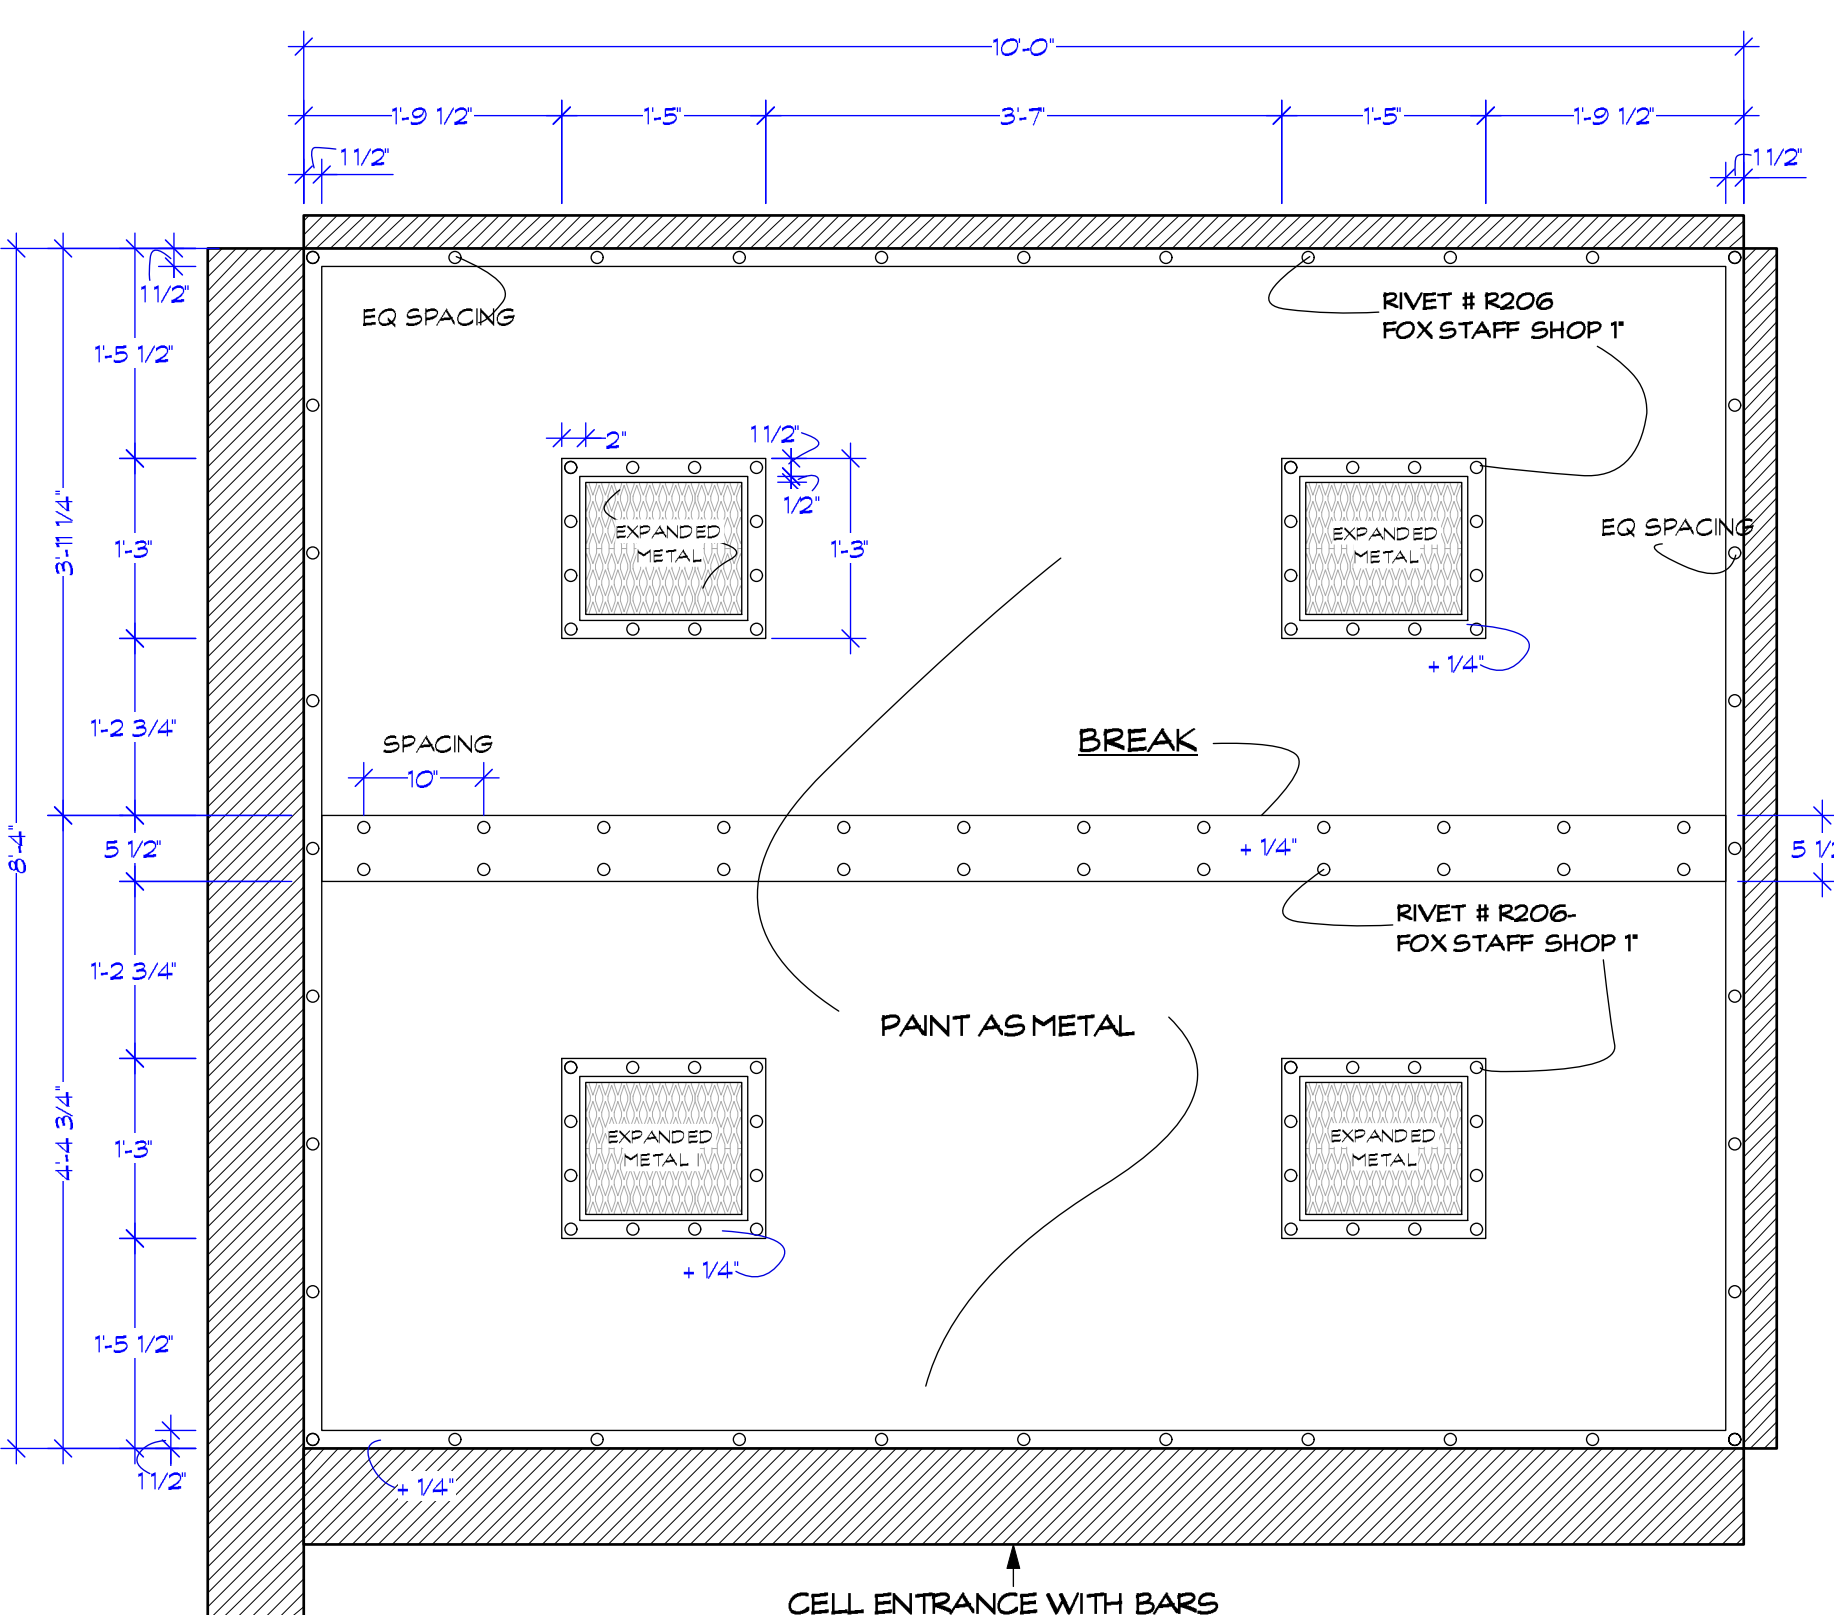 10'-0"
1'-9 1/2" 1'-5" 3'-7" 1'-5" 1'-9 1/2"
1 1/2" 1 1/2"
1 1/2"
EQ SPACING
RIVET # R206
FOX STAFF SHOP 1"
1'-5 1/2"
2" 1 1/2"
1/2"
EXPANDED
METAL
1'-3"
EXPANDED
METAL
EQ SPACING
3'-11 1/4"
1'-3"
+ 1/4"
1'-2 3/4"
SPACING
10"
BREAK
8'-4"
5 1/2"
+ 1/4"
5 1/2
RIVET # R206-
FOX STAFF SHOP 1"
1'-2 3/4"
PAINT AS METAL
4'-4 3/4"
1'-3"
EXPANDED
METAL
EXPANDED
METAL
+ 1/4"
1'-5 1/2"
1 1/2"
+ 1/4"
CELL ENTRANCE WITH BARS